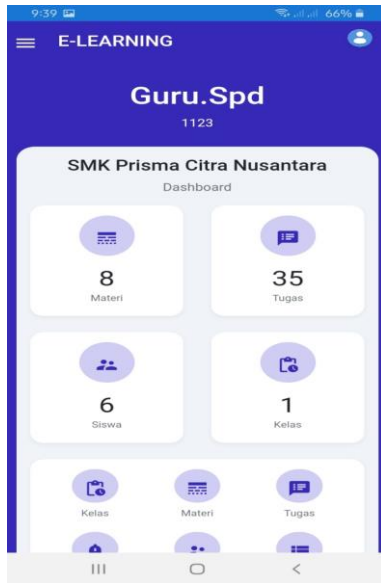 9:39 66%
E-LEARNING
Guru.Spd
1123
SMK Prisma Citra Nusantara
Dashboard
8 35
Materi Tugas
6 1
Siswa Kelas
Kelas Materi Tugas